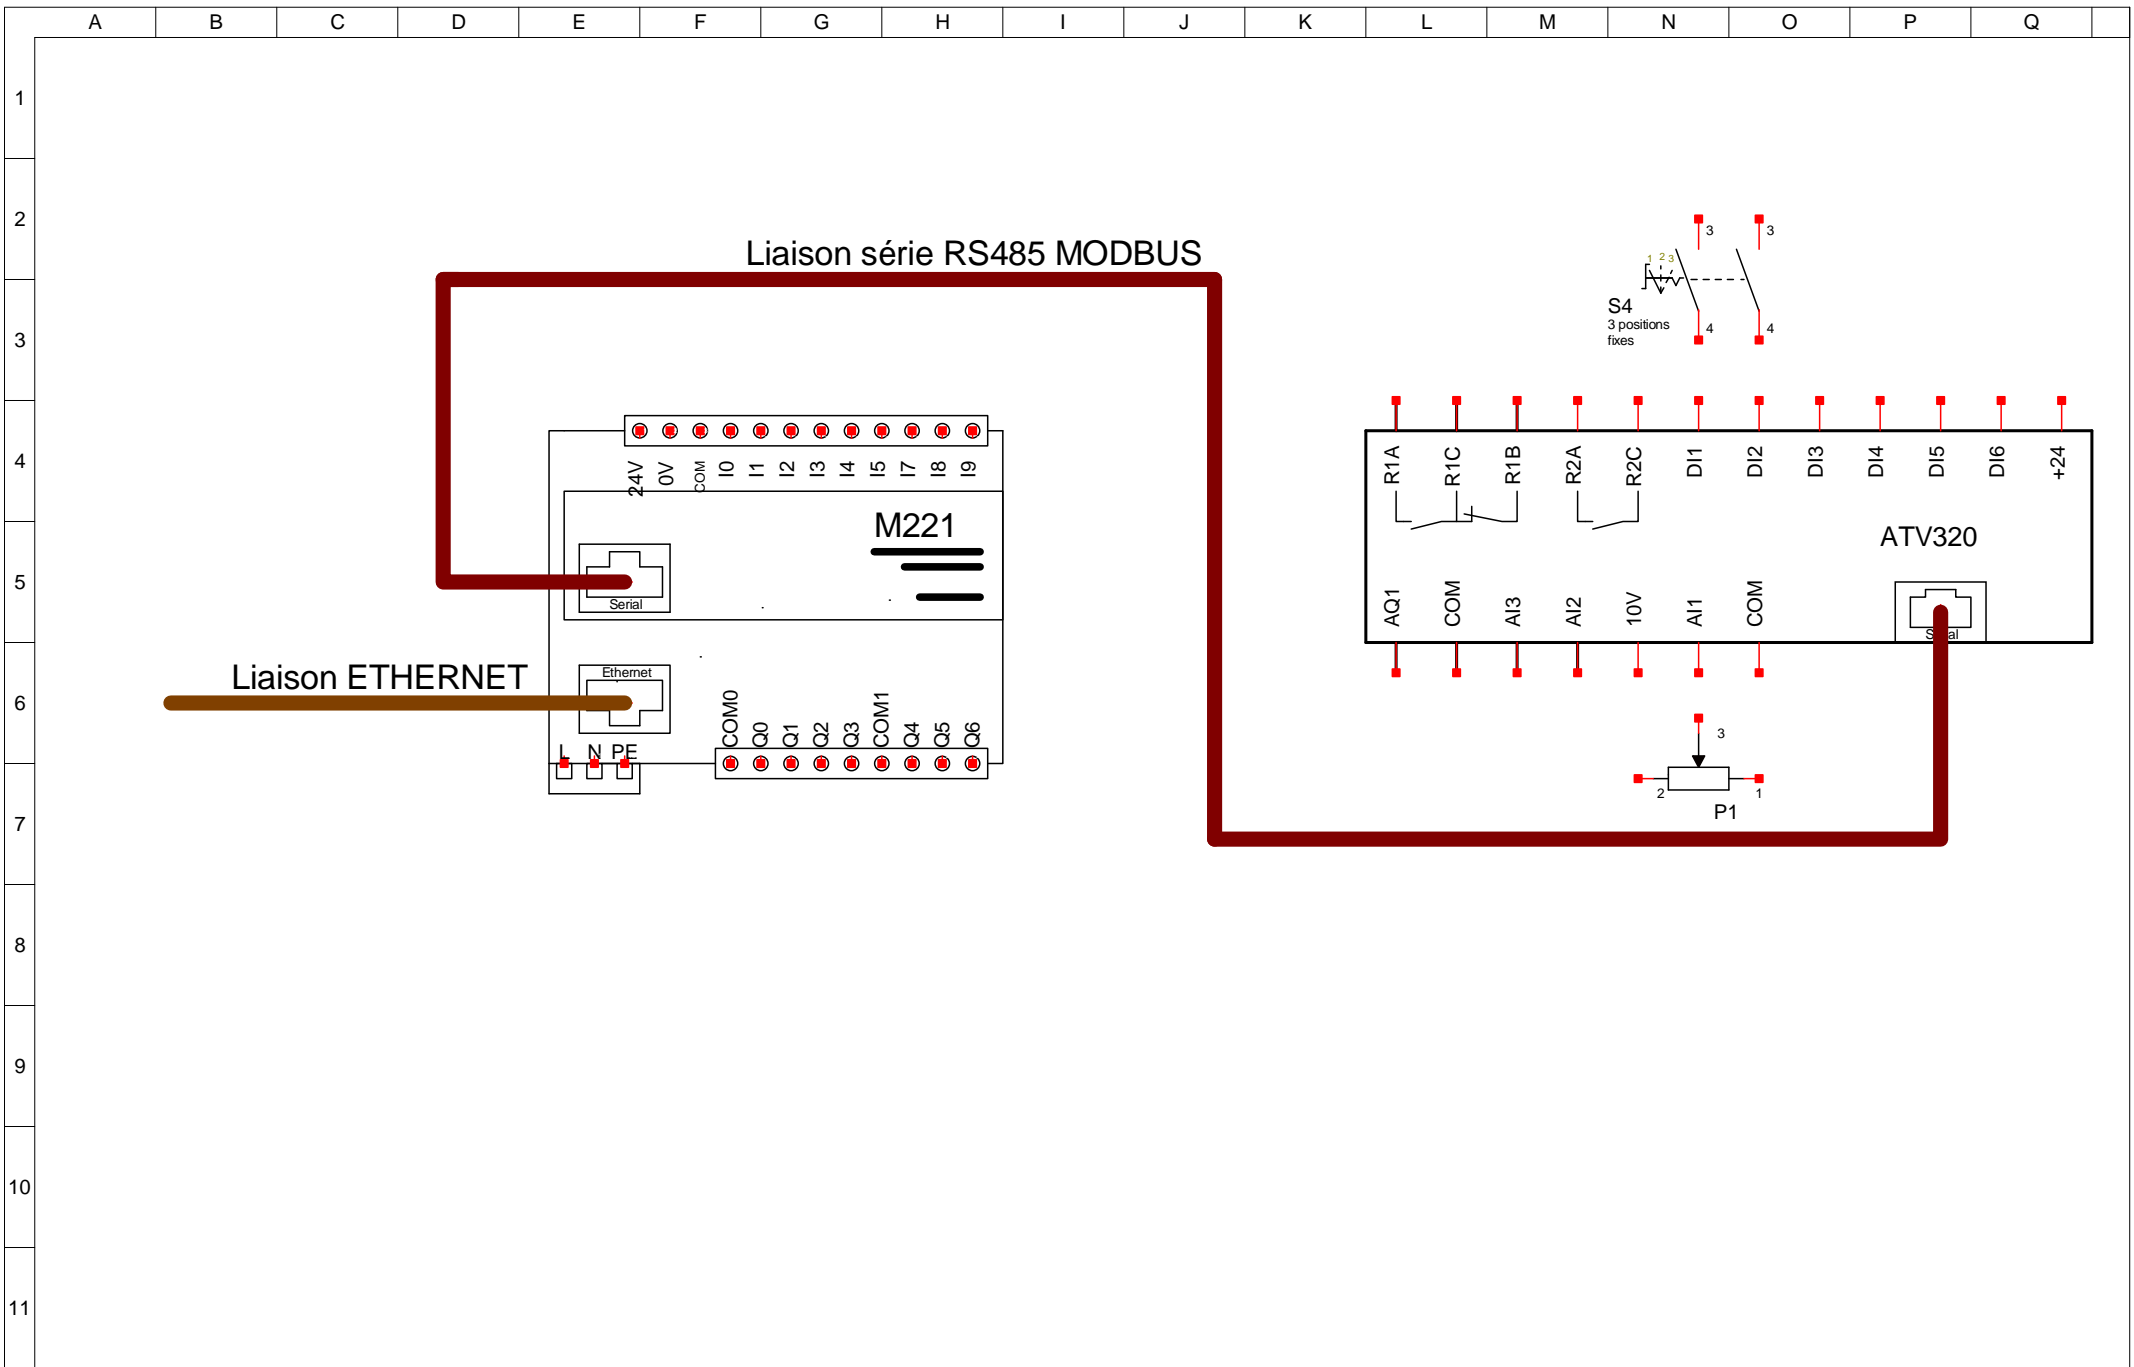 A B C D E F G H I J K L M N O P Q
1
2
3
4
5
6
7
8
9
10
11
Liaison série RS485 MODBUS
3 3
1 2 3
S4
3 positions
fixes
4 4
24V 0V COM I0 I1 I2 I3 I4 I5 I7 I8 I9
M221
Serial
Liaison ETHERNET
Ethernet
COM0 Q0 Q1 Q2 Q3 COM1 Q4 Q5 Q6
L N PE
R1A R1C R1B R2A R2C DI1 DI2 DI3 DI4 DI5 DI6 +24
ATV320
AQ1 COM AI3 AI2 10V AI1 COM
3
2 1
P1